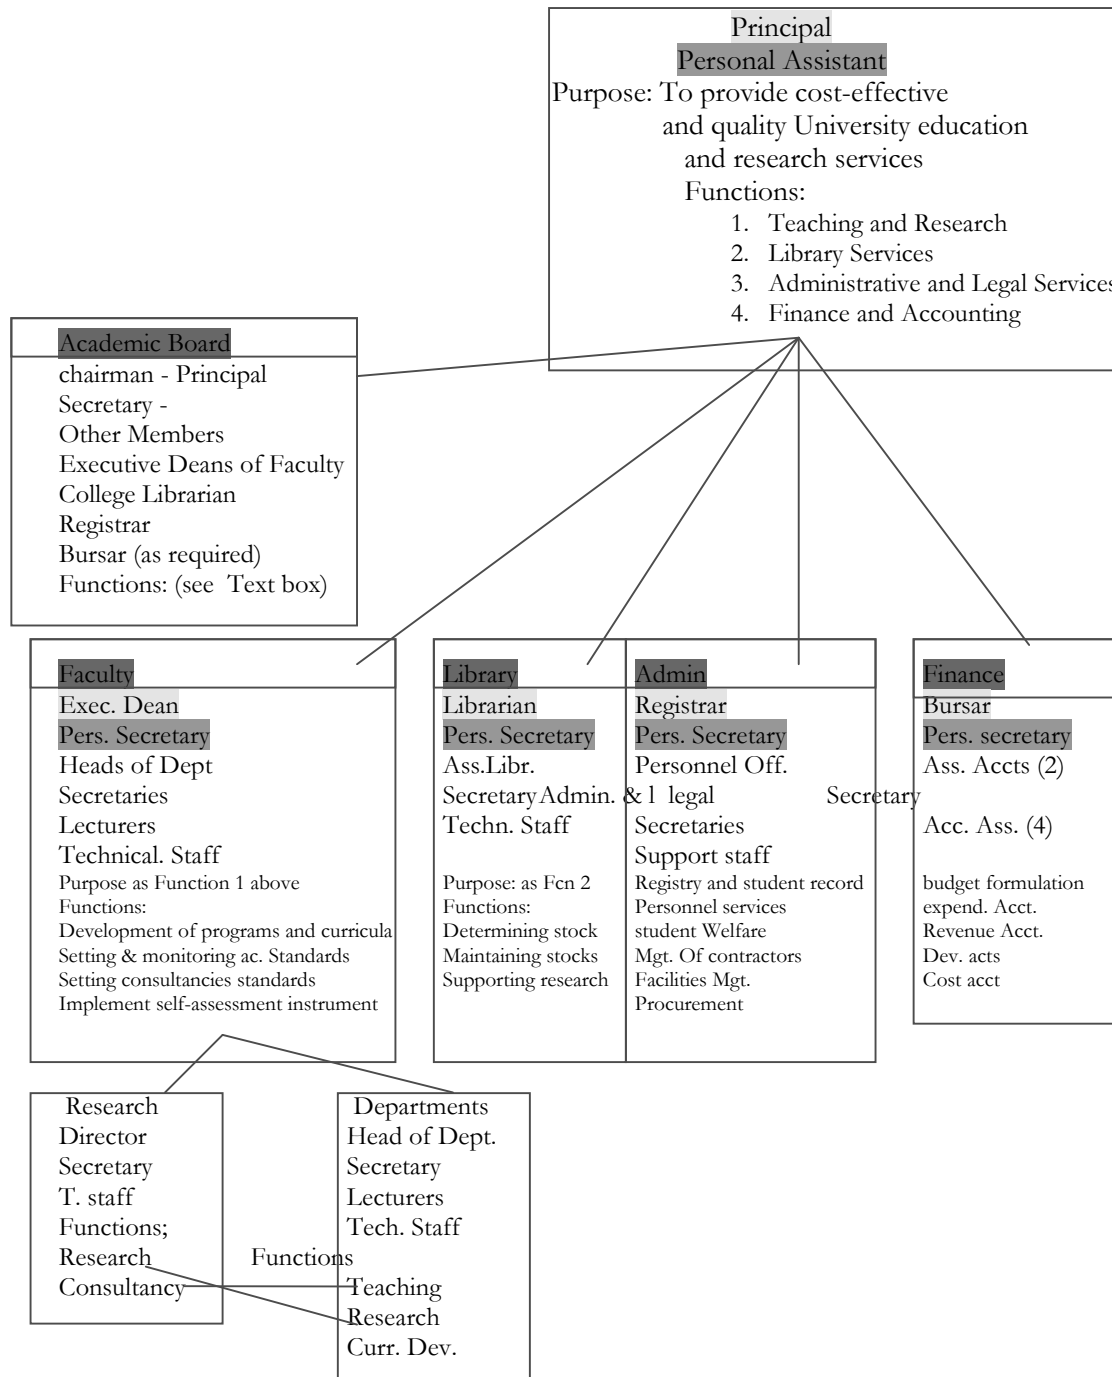 Principal
Personal Assistant
Purpose: To provide cost-effective
and quality University education
and research services
Functions:
1. Teaching and Research
2. Library Services
3. Administrative and Legal Services
4. Finance and Accounting
Academic Board
chairman - Principal
Secretary -
Other Members
Executive Deans of Faculty
College Librarian
Registrar
Bursar (as required)
Functions: (see Text box)
Faculty
Exec. Dean
Pers. Secretary
Heads of Dept
Secretaries
Lecturers
Technical. Staff
Purpose as Function 1 above
Functions:
Development of programs and curricula
Setting & monitoring ac. Standards
Setting consultancies standards
Implement self-assessment instrument
Library
Librarian
Pers. Secretary
Ass.Libr.
Secretary
Techn. Staff
Purpose: as Fcn 2
Functions:
Determining stock
Maintaining stocks
Supporting research
Admin
Registrar
Pers. Secretary
Personnel Off.
Admin. & l legal Secretary
Secretaries
Support staff
Registry and student record
Personnel services
student Welfare
Mgt. Of contractors
Facilities Mgt.
Procurement
Finance
Bursar
Pers. secretary
Ass. Accts (2)
Acc. Ass. (4)
budget formulation
expend. Acct.
Revenue Acct.
Dev. acts
Cost acct
Research
Director
Secretary
T. staff
Functions;
Research
Consultancy
Departments
Head of Dept.
Secretary
Lecturers
Tech. Staff
Functions
Teaching
Research
Curr. Dev.